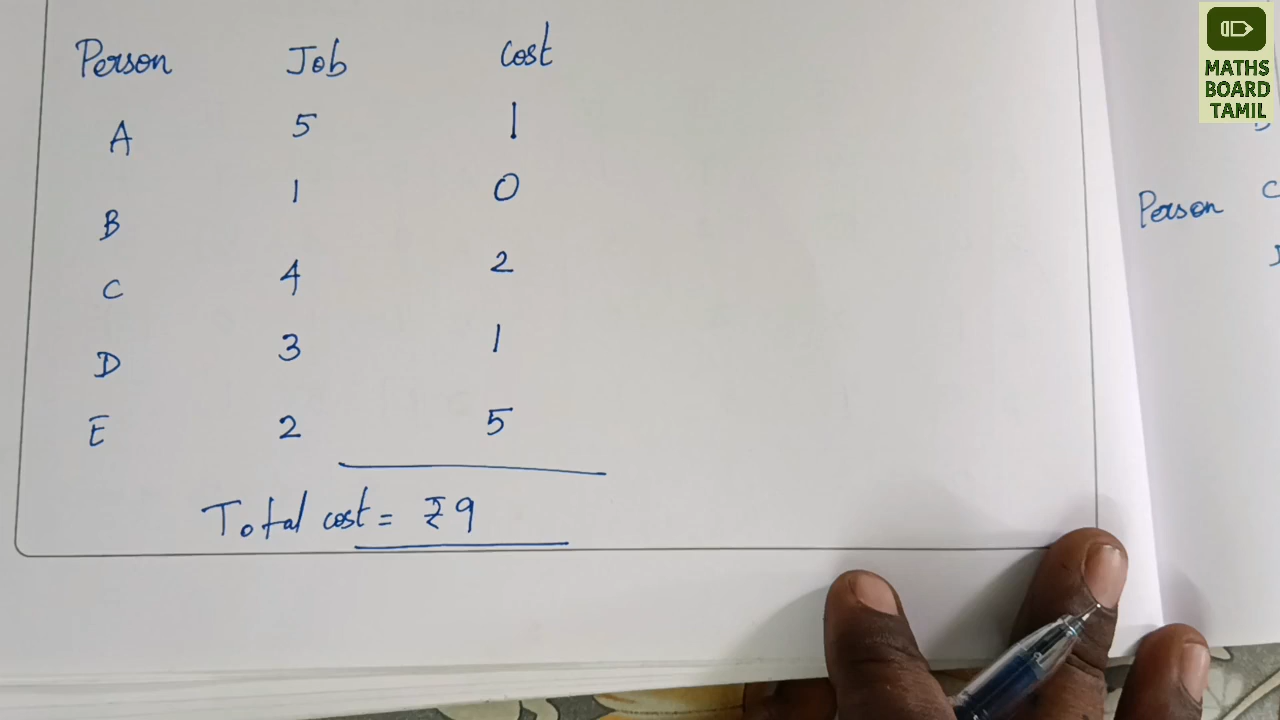 Person Job Cost
A 5 1
B 1 0
C 4 2
D 3 1
E 2 5
Total cost = ₹9
Person C
MATHS
BOARD
TAMIL